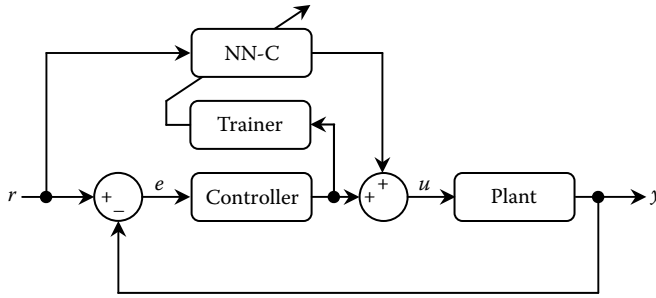 NN-C
Trainer
r
+
−
e
Controller
+
+
u
Plant
y